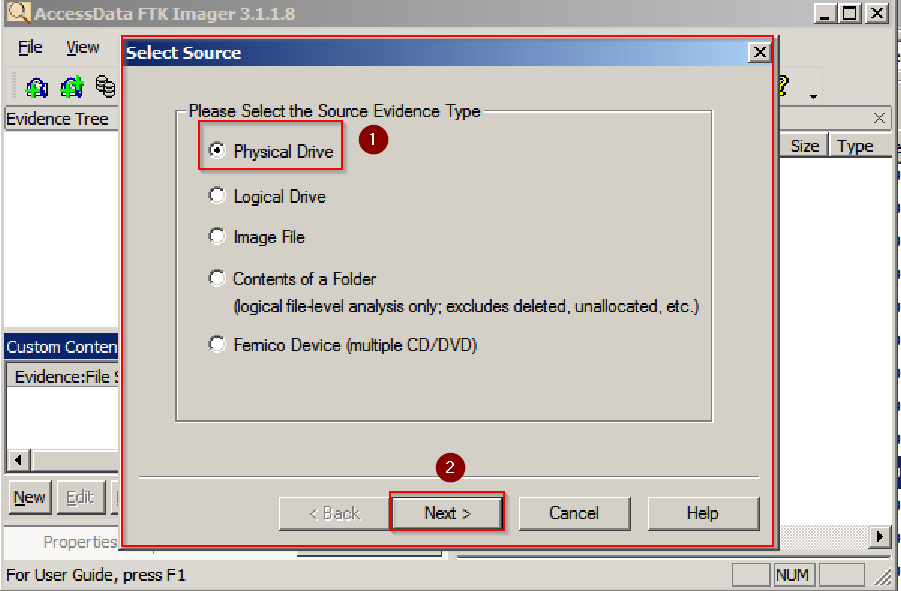 AccessData FTK Imager 3.1.1.8
File View
Select Source
Evidence Tree
Please Select the Source Evidence Type
Size Type
Physical Drive
1
Logical Drive
Image File
Contents of a Folder
(logical file-level analysis only; excludes deleted, unallocated, etc.)
Custom Conten
Fernico Device (multiple CD/DVD)
Evidence:File S
2
New Edit
< Back Next > Cancel Help
Properties
For User Guide, press F1
NUM